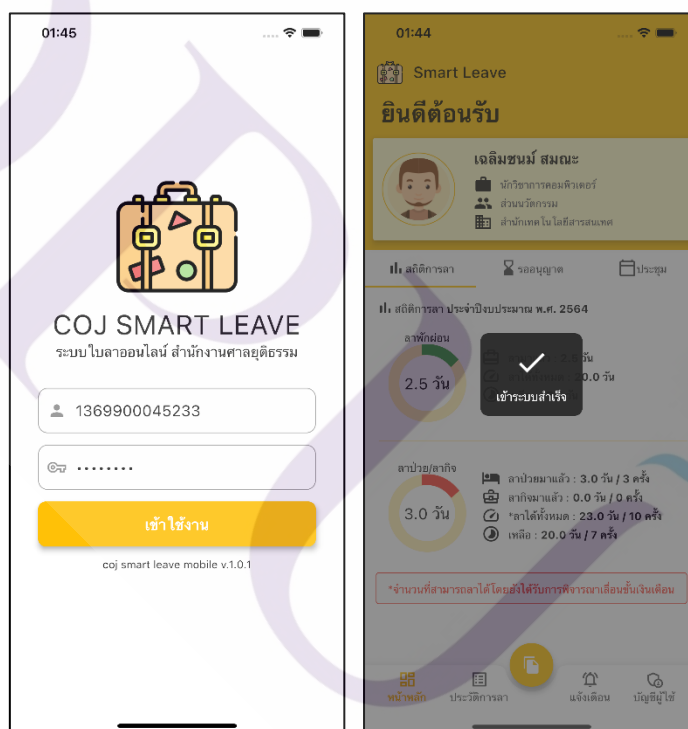 01:45
COJ SMART LEAVE
ระบบใบลาออนไลน์ สำนักงานศาลยุติธรรม
1369900045233
เข้าใช้งาน
coj smart leave mobile v.1.0.1
01:44
Smart Leave
ยินดีต้อนรับ
เฉลิมชนม์ สมณะ
นักวิชาการคอมพิวเตอร์
ส่วนนวัตกรรม
สำนักเทคโนโลยีสารสนเทศ
สถิติการลา รออนุญาต ประชุม
สถิติการลา ประจำปีงบประมาณ พ.ศ. 2564
ลาพักผ่อน
2.5 วัน
วัน
20.0 วัน
เข้าระบบสำเร็จ
ลาป่วย/ลากิจ
3.0 วัน
ลาป่วยมาแล้ว : 3.0 วัน / 3 ครั้ง
ลากิจมาแล้ว : 0.0 วัน / 0 ครั้ง
*ลาได้ทั้งหมด : 23.0 วัน / 10 ครั้ง
เหลือ : 20.0 วัน / 7 ครั้ง
*จำนวนที่สามารถลาได้โดยยังได้รับการพิจารณาเลื่อนขั้นเงินเดือน
หน้าหลัก ประวัติการลา แจ้งเตือน บัญชีผู้ใช้